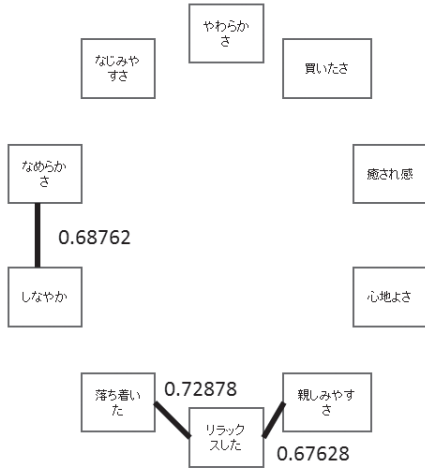 やわらか
さ
なじみや
すさ
買いたさ
なめらか
さ
癒され感
0.68762
しなやか
心地よさ
落ち着い
た
0.72878
リラック
スした
親しみやす
さ
0.67628